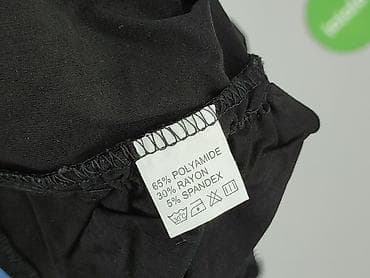 65% POLYAMIDE
30% RAYON
5% SPANDEX